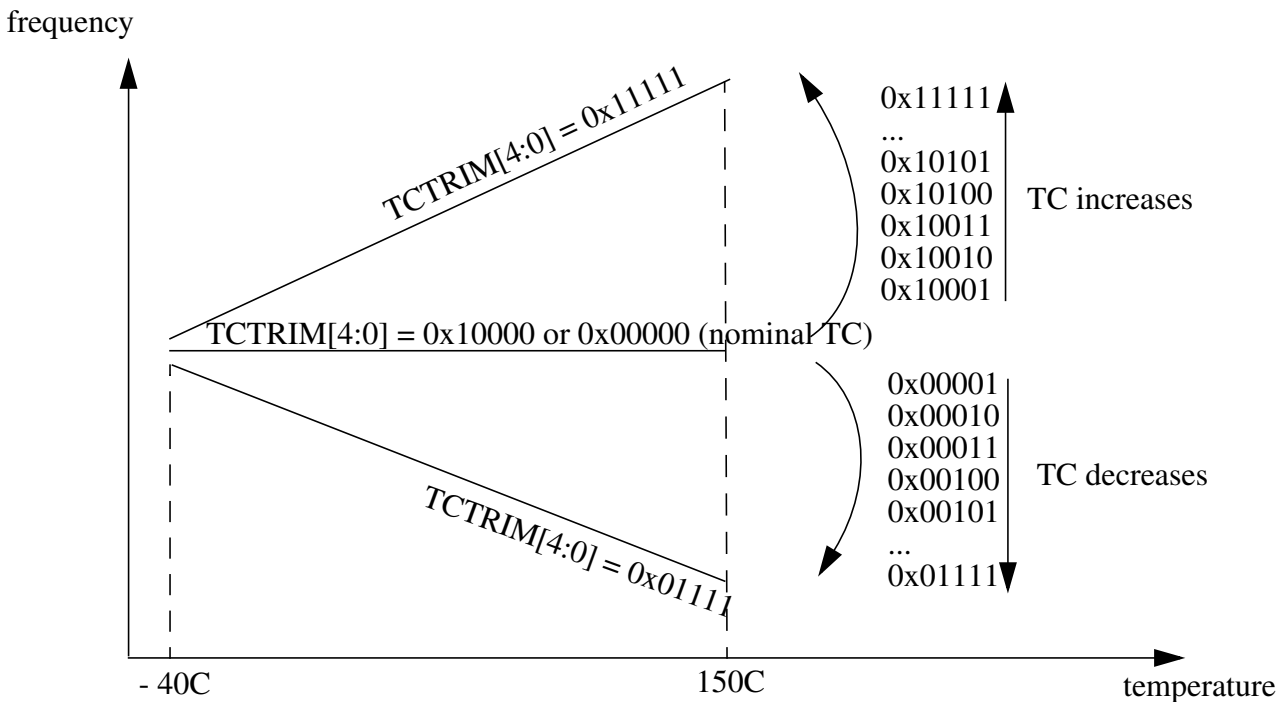 frequency
TCTRIM[4:0] = 0x11111
0x11111
...
0x10101
0x10100
0x10011
0x10010
0x10001
TC increases
TCTRIM[4:0] = 0x10000 or 0x00000 (nominal TC)
0x00001
0x00010
0x00011
0x00100
0x00101
...
0x01111
TC decreases
TCTRIM[4:0] = 0x01111
- 40C
150C
temperature